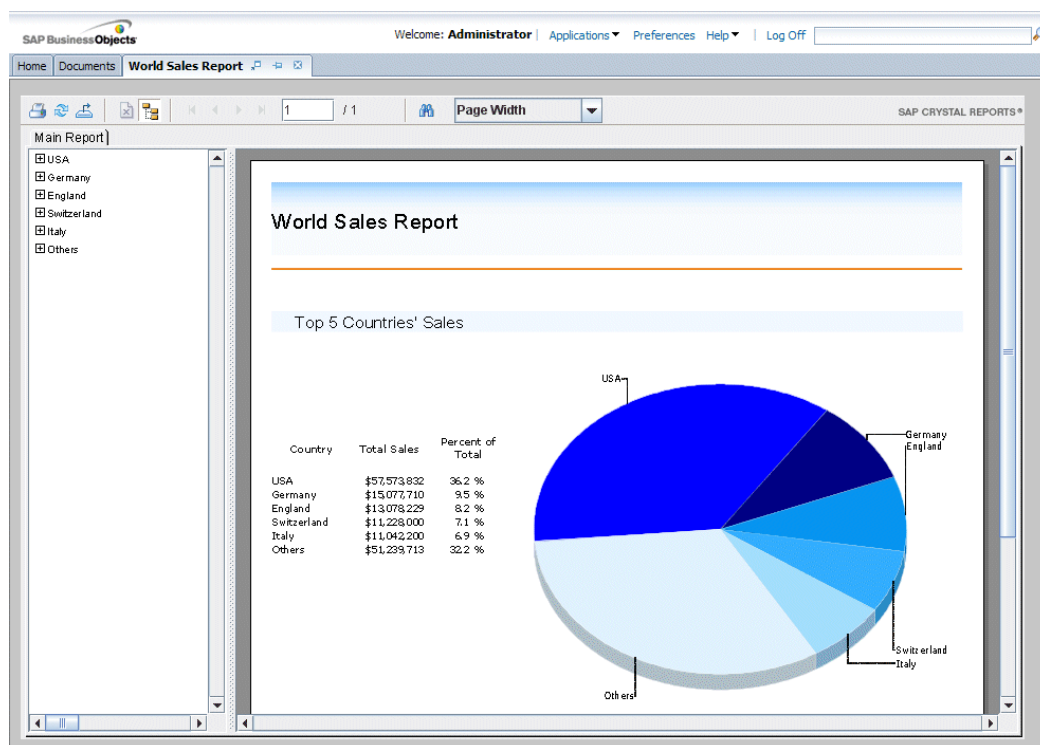 SAP BusinessObjects
Welcome: Administrator | Applications Preferences Help | Log Off
Home Documents World Sales Report
1 / 1 Page Width SAP CRYSTAL REPORTS®
Main Report
USA
Germany
England
Switzerland
Italy
Others
World Sales Report
Top 5 Countries' Sales
Country Total Sales Percent of Total
USA $57,573,832 36.2 %
Germany $15,077,710 9.5 %
England $13,078,229 8.2 %
Switzerland $11,228,000 7.1 %
Italy $11,042,200 6.9 %
Others $51,239,713 32.2 %
USA
Germany
England
Switzerland
Italy
Others